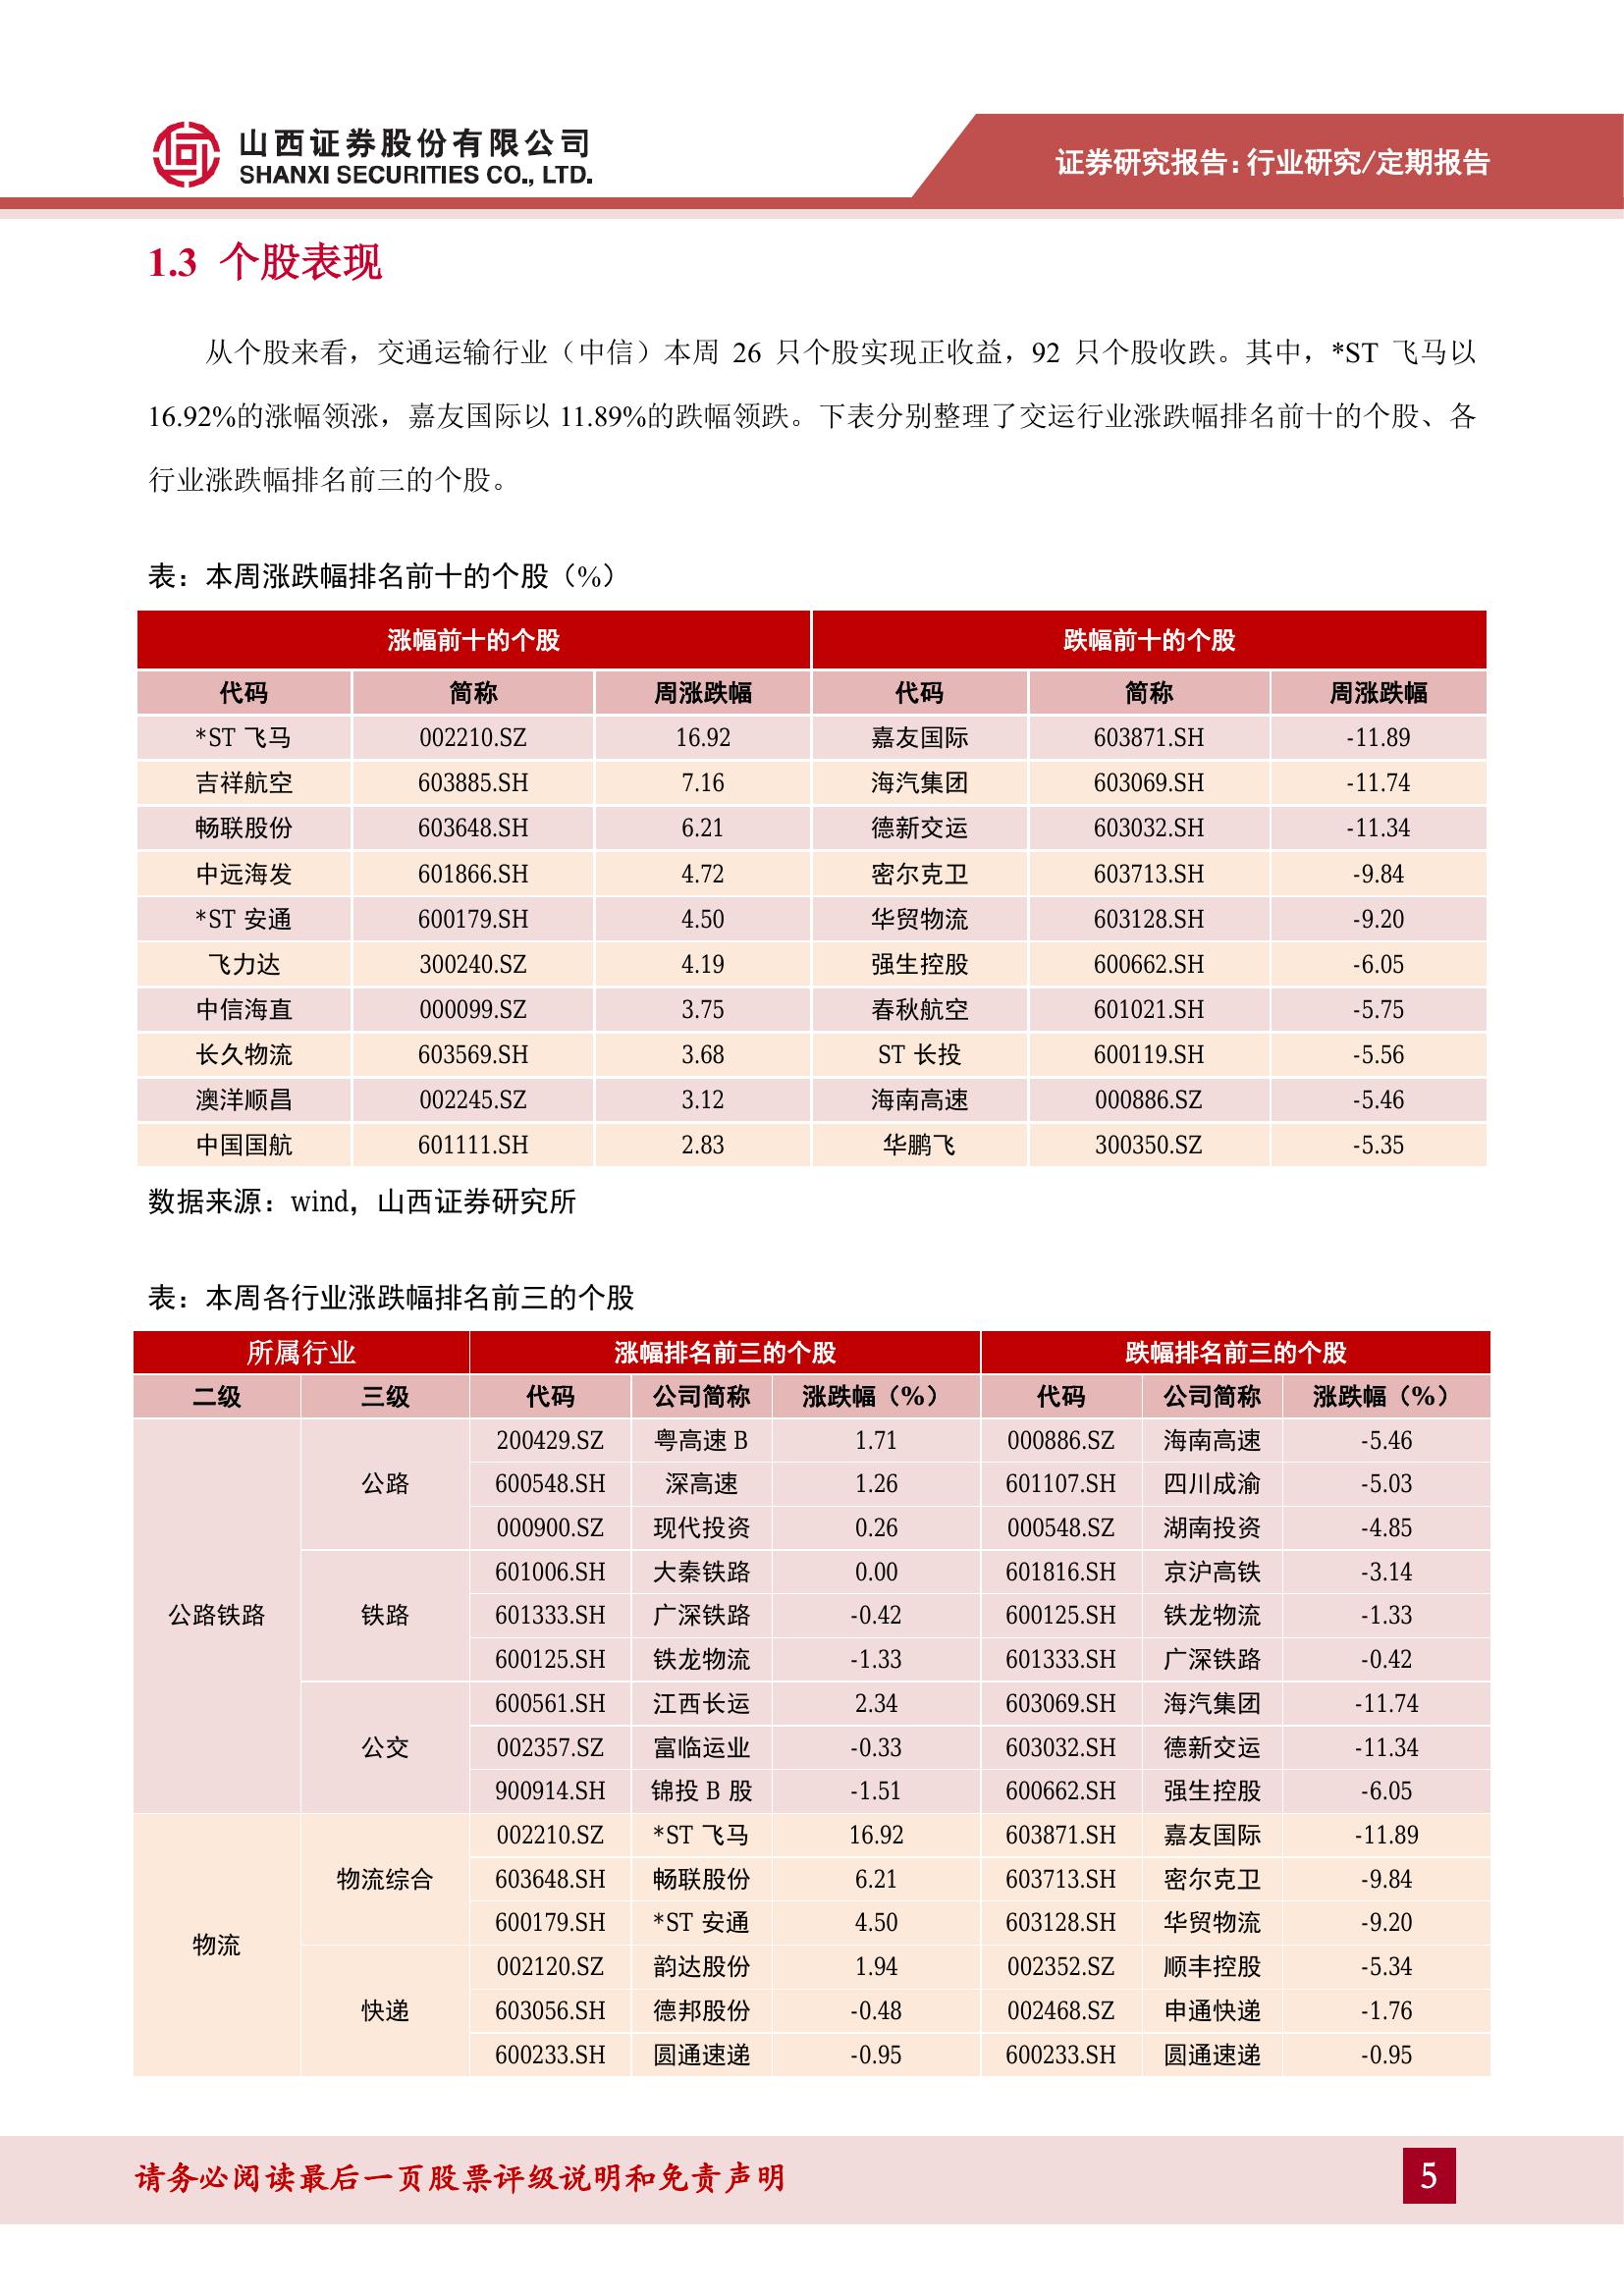 山西证券股份有限公司
SHANXI SECURITIES CO., LTD.
证券研究报告：行业研究/定期报告
1.3 个股表现
从个股来看，交通运输行业（中信）本周 26 只个股实现正收益，92 只个股收跌。其中，*ST 飞马以
16.92%的涨幅领涨，嘉友国际以 11.89%的跌幅领跌。下表分别整理了交运行业涨跌幅排名前十的个股、各
行业涨跌幅排名前三的个股。
表：本周涨跌幅排名前十的个股（%）
涨幅前十的个股 跌幅前十的个股
代码 简称 周涨跌幅 代码 简称 周涨跌幅
*ST 飞马 002210.SZ 16.92 嘉友国际 603871.SH -11.89
吉祥航空 603885.SH 7.16 海汽集团 603069.SH -11.74
畅联股份 603648.SH 6.21 德新交运 603032.SH -11.34
中远海发 601866.SH 4.72 密尔克卫 603713.SH -9.84
*ST 安通 600179.SH 4.50 华贸物流 603128.SH -9.20
飞力达 300240.SZ 4.19 强生控股 600662.SH -6.05
中信海直 000099.SZ 3.75 春秋航空 601021.SH -5.75
长久物流 603569.SH 3.68 ST 长投 600119.SH -5.56
澳洋顺昌 002245.SZ 3.12 海南高速 000886.SZ -5.46
中国国航 601111.SH 2.83 华鹏飞 300350.SZ -5.35
数据来源：wind，山西证券研究所
表：本周各行业涨跌幅排名前三的个股
所属行业 涨幅排名前三的个股 跌幅排名前三的个股
二级 三级 代码 公司简称 涨跌幅（%） 代码 公司简称 涨跌幅（%）
公路铁路 公路 200429.SZ 粤高速 B 1.71 000886.SZ 海南高速 -5.46
600548.SH 深高速 1.26 601107.SH 四川成渝 -5.03
000900.SZ 现代投资 0.26 000548.SZ 湖南投资 -4.85
铁路 601006.SH 大秦铁路 0.00 601816.SH 京沪高铁 -3.14
601333.SH 广深铁路 -0.42 600125.SH 铁龙物流 -1.33
600125.SH 铁龙物流 -1.33 601333.SH 广深铁路 -0.42
公交 600561.SH 江西长运 2.34 603069.SH 海汽集团 -11.74
002357.SZ 富临运业 -0.33 603032.SH 德新交运 -11.34
900914.SH 锦投 B 股 -1.51 600662.SH 强生控股 -6.05
物流 物流综合 002210.SZ *ST 飞马 16.92 603871.SH 嘉友国际 -11.89
603648.SH 畅联股份 6.21 603713.SH 密尔克卫 -9.84
600179.SH *ST 安通 4.50 603128.SH 华贸物流 -9.20
快递 002120.SZ 韵达股份 1.94 002352.SZ 顺丰控股 -5.34
603056.SH 德邦股份 -0.48 002468.SZ 申通快递 -1.76
600233.SH 圆通速递 -0.95 600233.SH 圆通速递 -0.95
请务必阅读最后一页股票评级说明和免责声明
5